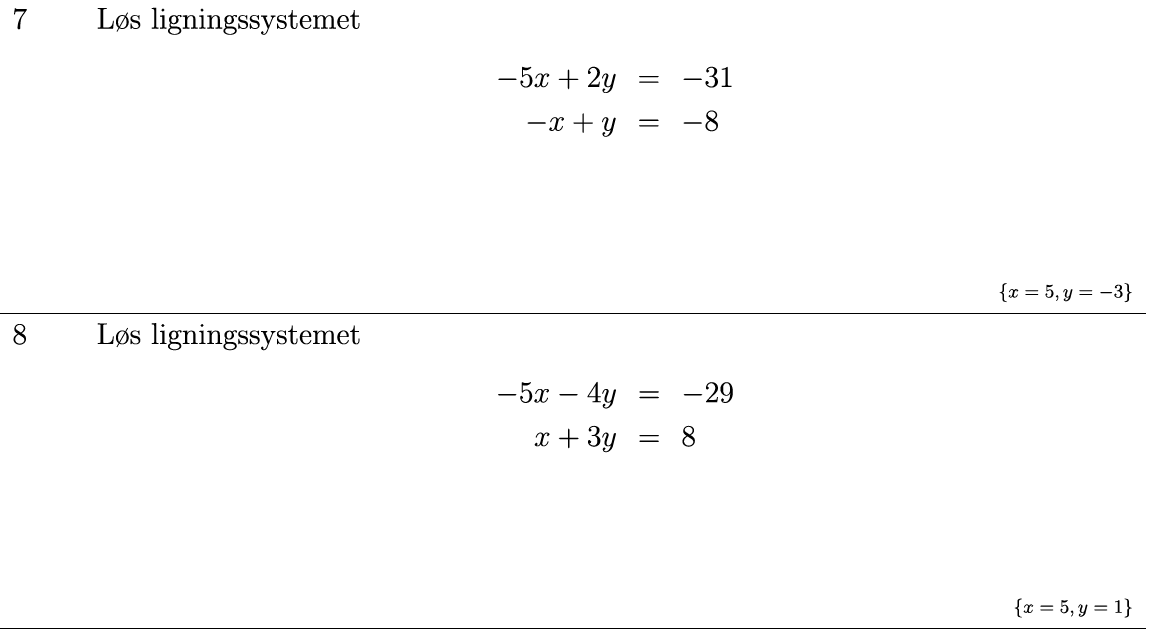 7 Løs ligningssystemet
−5x + 2y = −31
−x + y = −8
{x = 5, y = −3}
8 Løs ligningssystemet
−5x − 4y = −29
x + 3y = 8
{x = 5, y = 1}